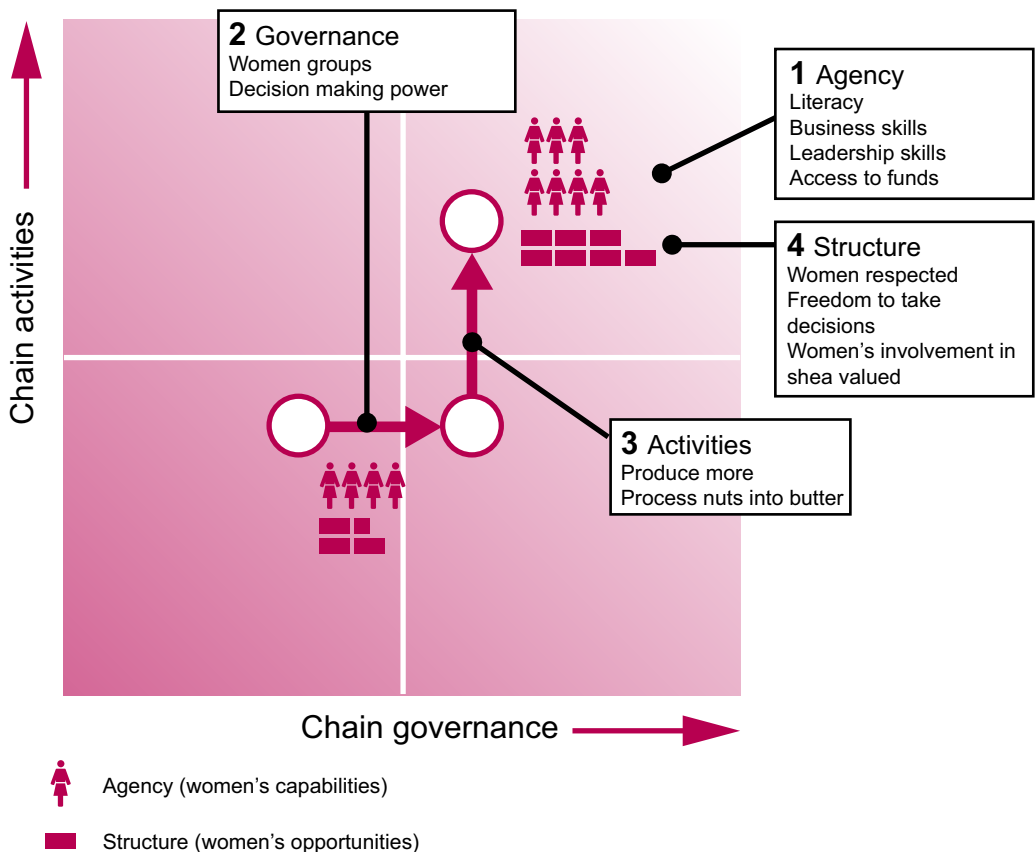 2 Governance
Women groups
Decision making power
1 Agency
Literacy
Business skills
Leadership skills
Access to funds
4 Structure
Women respected
Freedom to take
decisions
Women’s involvement in
shea valued
3 Activities
Produce more
Process nuts into butter
Chain activities
Chain governance
Agency (women’s capabilities)
Structure (women’s opportunities)